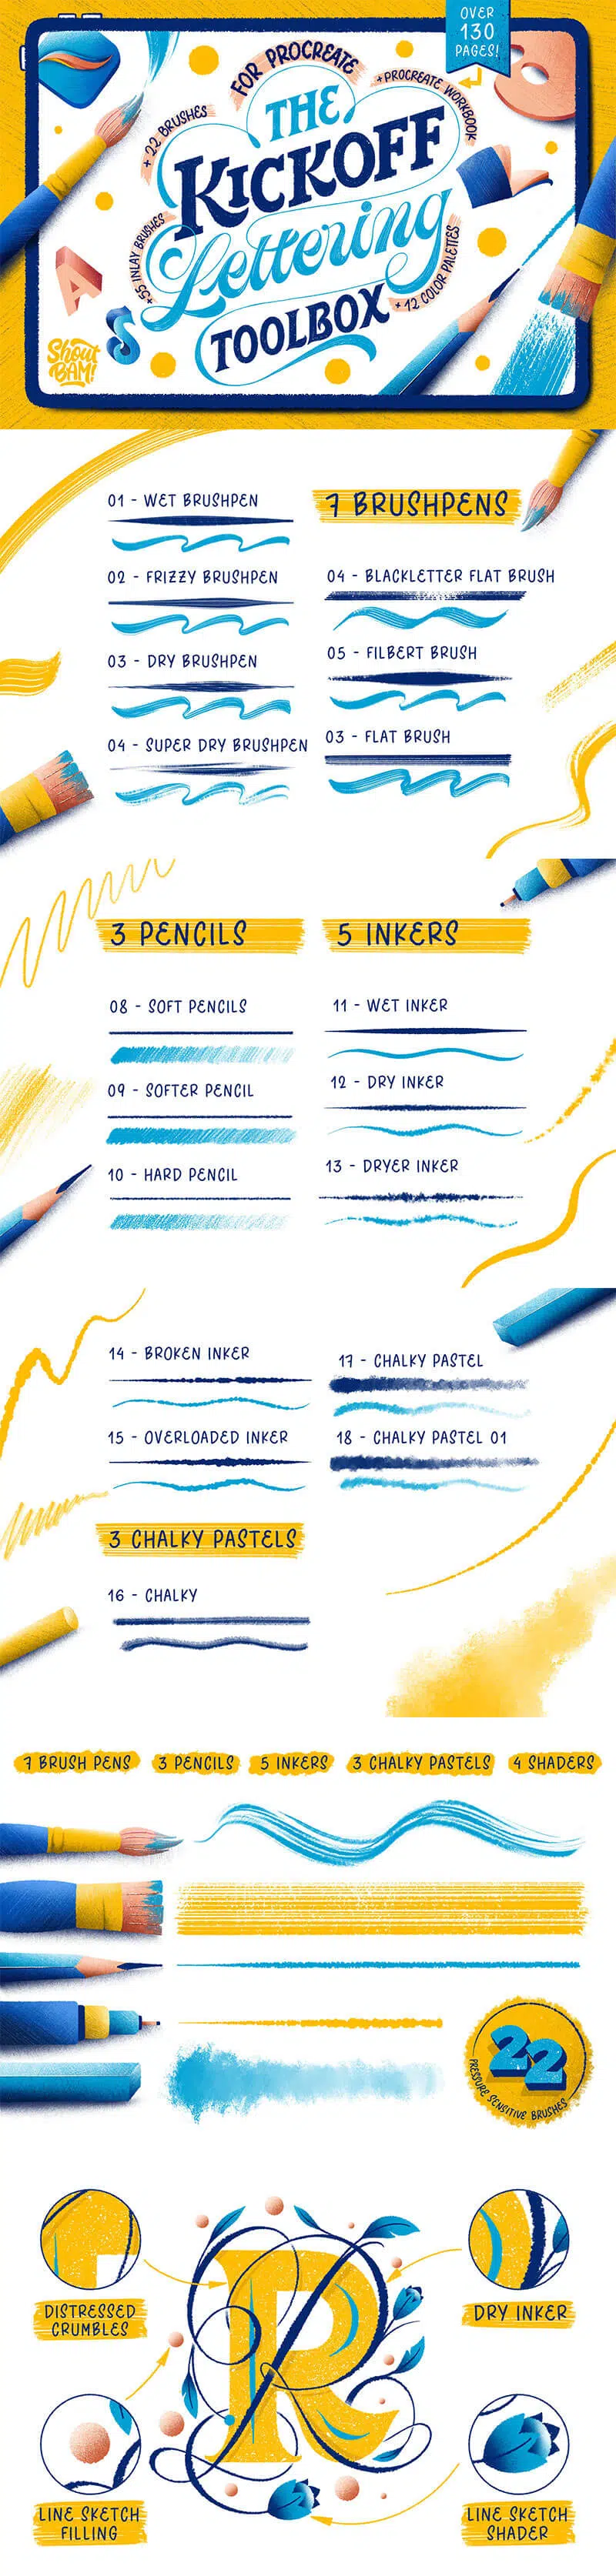 OVER
130
PAGES!
FOR PROCREATE
+ PROCREATE WORKBOOK
+ 22 BRUSHES
THE
KICKOFF
Lettering
TOOLBOX
+ 55 INLAY BRUSHES
+ 12 COLOR PALETTES
Shout
BAM!
01 - WET BRUSHPEN
7 BRUSHPENS
02 - FRIZZY BRUSHPEN
04 - BLACKLETTER FLAT BRUSH
03 - DRY BRUSHPEN
05 - FILBERT BRUSH
04 - SUPER DRY BRUSHPEN
03 - FLAT BRUSH
3 PENCILS
5 INKERS
08 - SOFT PENCILS
11 - WET INKER
09 - SOFTER PENCIL
12 - DRY INKER
10 - HARD PENCIL
13 - DRYER INKER
14 - BROKEN INKER
17 - CHALKY PASTEL
15 - OVERLOADED INKER
18 - CHALKY PASTEL 01
3 CHALKY PASTELS
16 - CHALKY
7 BRUSH PENS
3 PENCILS
5 INKERS
3 CHALKY PASTELS
4 SHADERS
22
PRESSURE SENSITIVE BRUSHES
DISTRESSED
CRUMBLES
DRY INKER
R
LINE SKETCH
FILLING
LINE SKETCH
SHADER